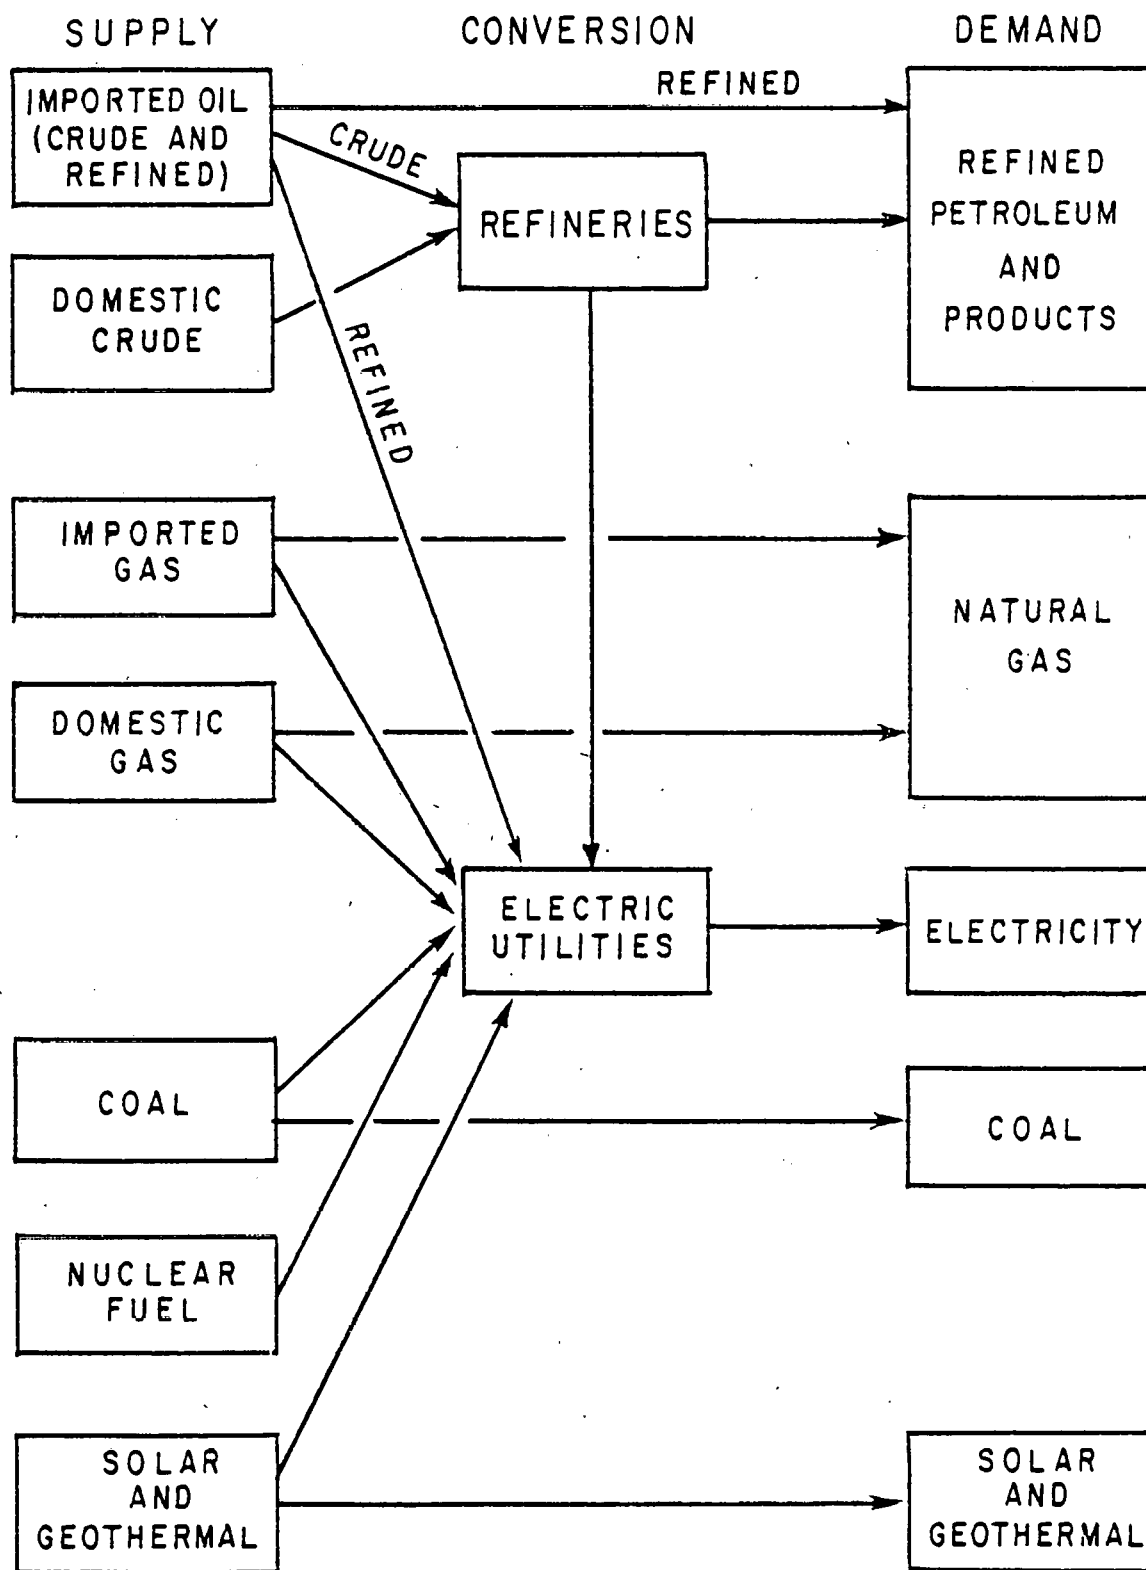 SUPPLY
CONVERSION
DEMAND
IMPORTED OIL
(CRUDE AND
REFINED)
REFINED
CRUDE
REFINERIES
REFINED
PETROLEUM
AND
PRODUCTS
DOMESTIC
CRUDE
REFINED
IMPORTED
GAS
NATURAL
GAS
DOMESTIC
GAS
ELECTRIC
UTILITIES
ELECTRICITY
COAL
COAL
NUCLEAR
FUEL
SOLAR
AND
GEOTHERMAL
SOLAR
AND
GEOTHERMAL